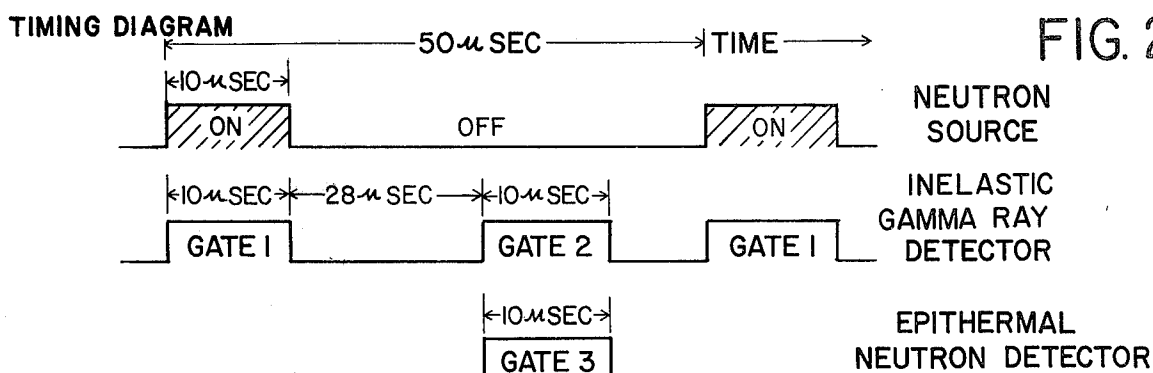 TIMING DIAGRAM
50 µ SEC
TIME
FIG. 2
10 µ SEC
ON
OFF
ON
NEUTRON
SOURCE
10 µ SEC
28 µ SEC
10 µ SEC
GATE 1
GATE 2
GATE 1
INELASTIC
GAMMA RAY
DETECTOR
10 µ SEC
GATE 3
EPITHERMAL
NEUTRON DETECTOR